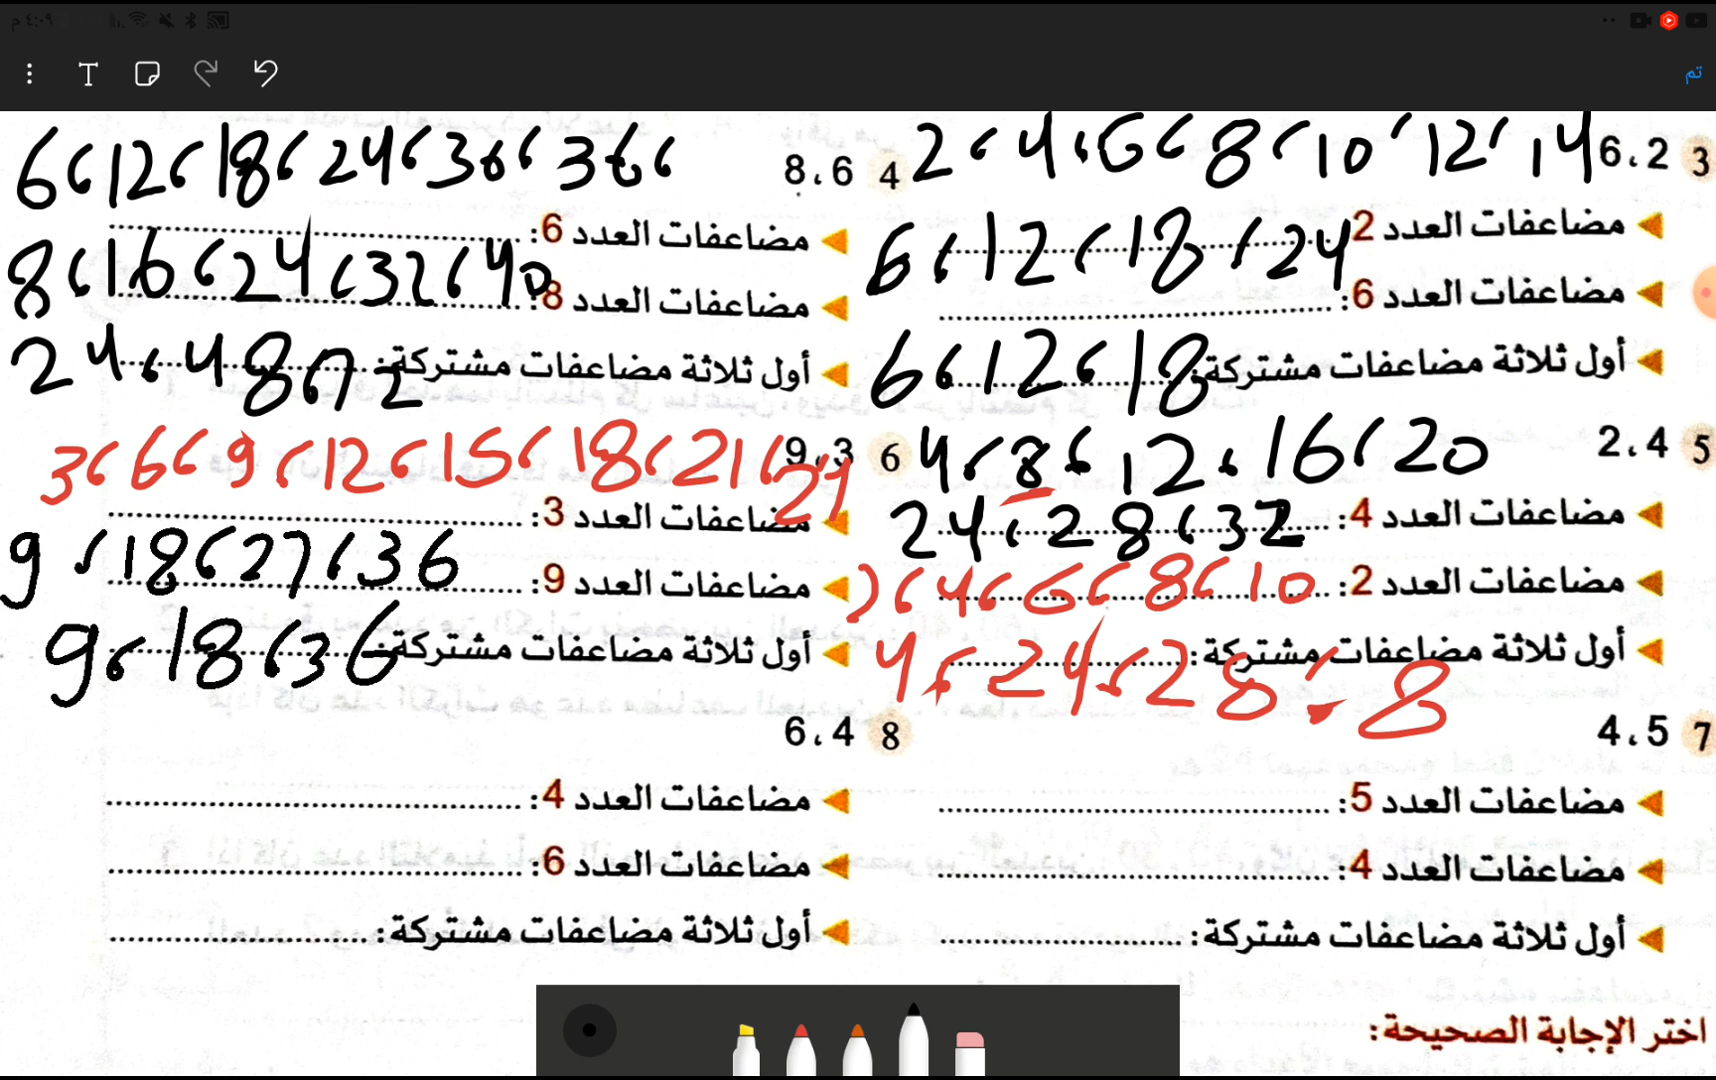 ٤:٠٩ م
تم
3 6،2 2، 4، 6، 8، 10، 12، 14
◄ مضاعفات العدد 2
6، 12، 18، 24
◄ مضاعفات العدد 6:
◄ أول ثلاثة مضاعفات مشتركة: 6، 12، 18
4 8،6 6، 12، 18، 24، 30، 36،
◄ مضاعفات العدد 6:
◄ مضاعفات العدد 8: 8، 16، 24، 32، 40
◄ أول ثلاثة مضاعفات مشتركة: 24، 48، 72
5 2،4 4، 8، 12، 16، 20
◄ مضاعفات العدد 4: 24، 28، 32
◄ مضاعفات العدد 2: 2، 4، 6، 8، 10
◄ أول ثلاثة مضاعفات مشتركة: 4، 24، 28، 8
6 9،3 3، 6، 9، 12، 15، 18، 21، 24
◄ مضاعفات العدد 3:
◄ مضاعفات العدد 9: 9، 18، 27، 36
◄ أول ثلاثة مضاعفات مشتركة: 9، 18، 36
7 4،5
◄ مضاعفات العدد 5:
◄ مضاعفات العدد 4:
◄ أول ثلاثة مضاعفات مشتركة:
8 6،4
◄ مضاعفات العدد 4:
◄ مضاعفات العدد 6:
◄ أول ثلاثة مضاعفات مشتركة:
اختر الإجابة الصحيحة: